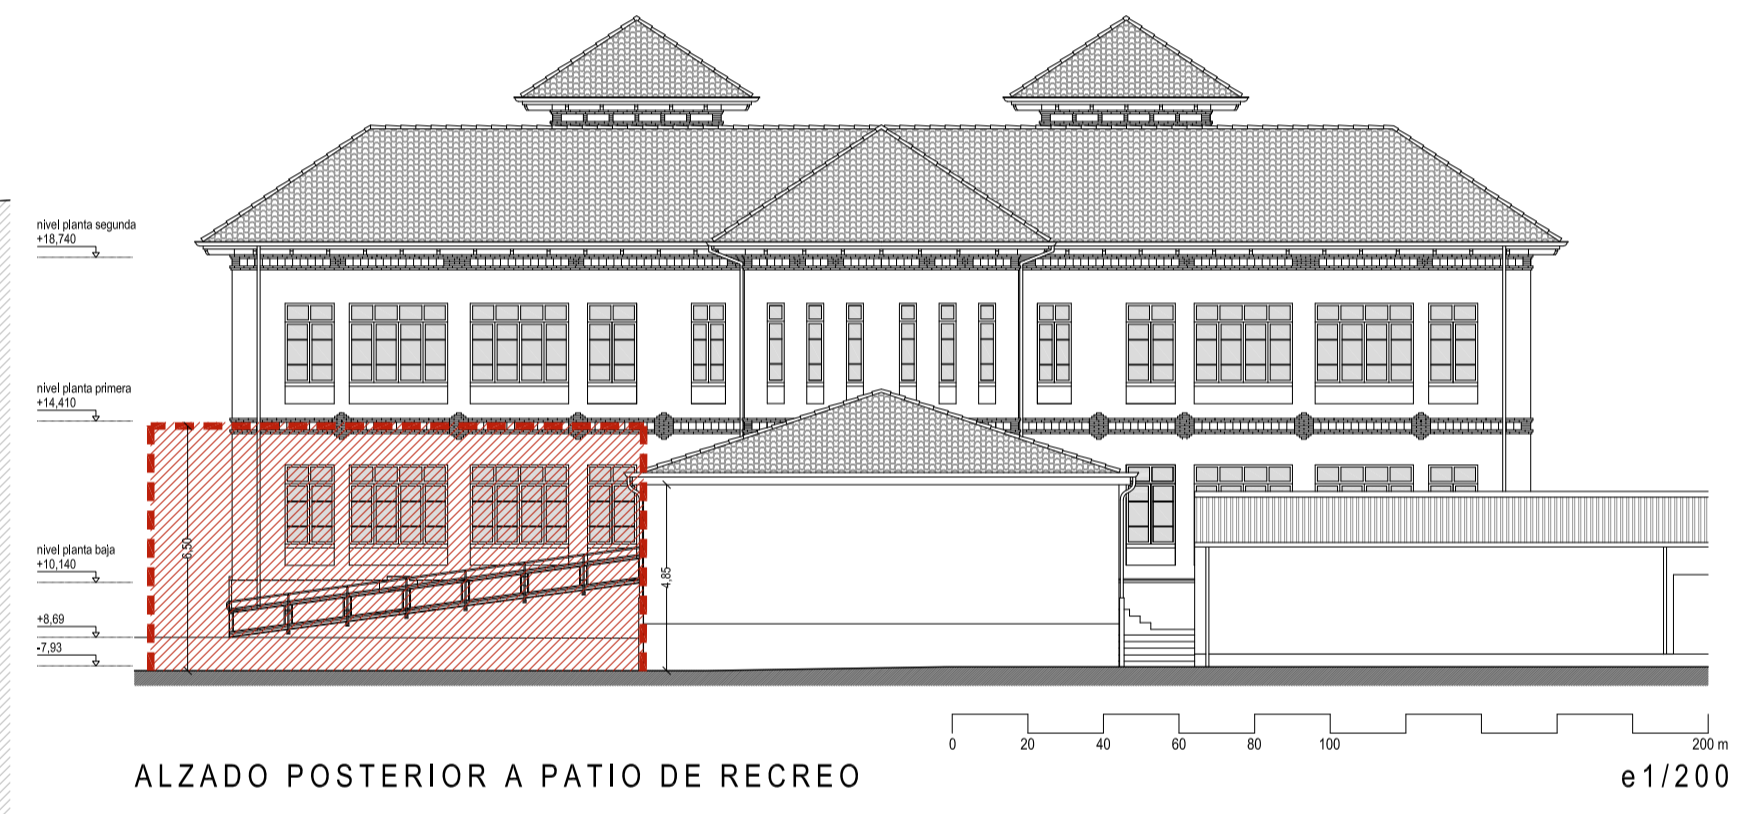 nivel planta segunda
+18,740
nivel planta primera
+14,410
nivel planta baja
+10,140
+8,69
-7,93
6,50
4,85
0 20 40 60 80 100 200 m
ALZADO POSTERIOR A PATIO DE RECREO
e1/200